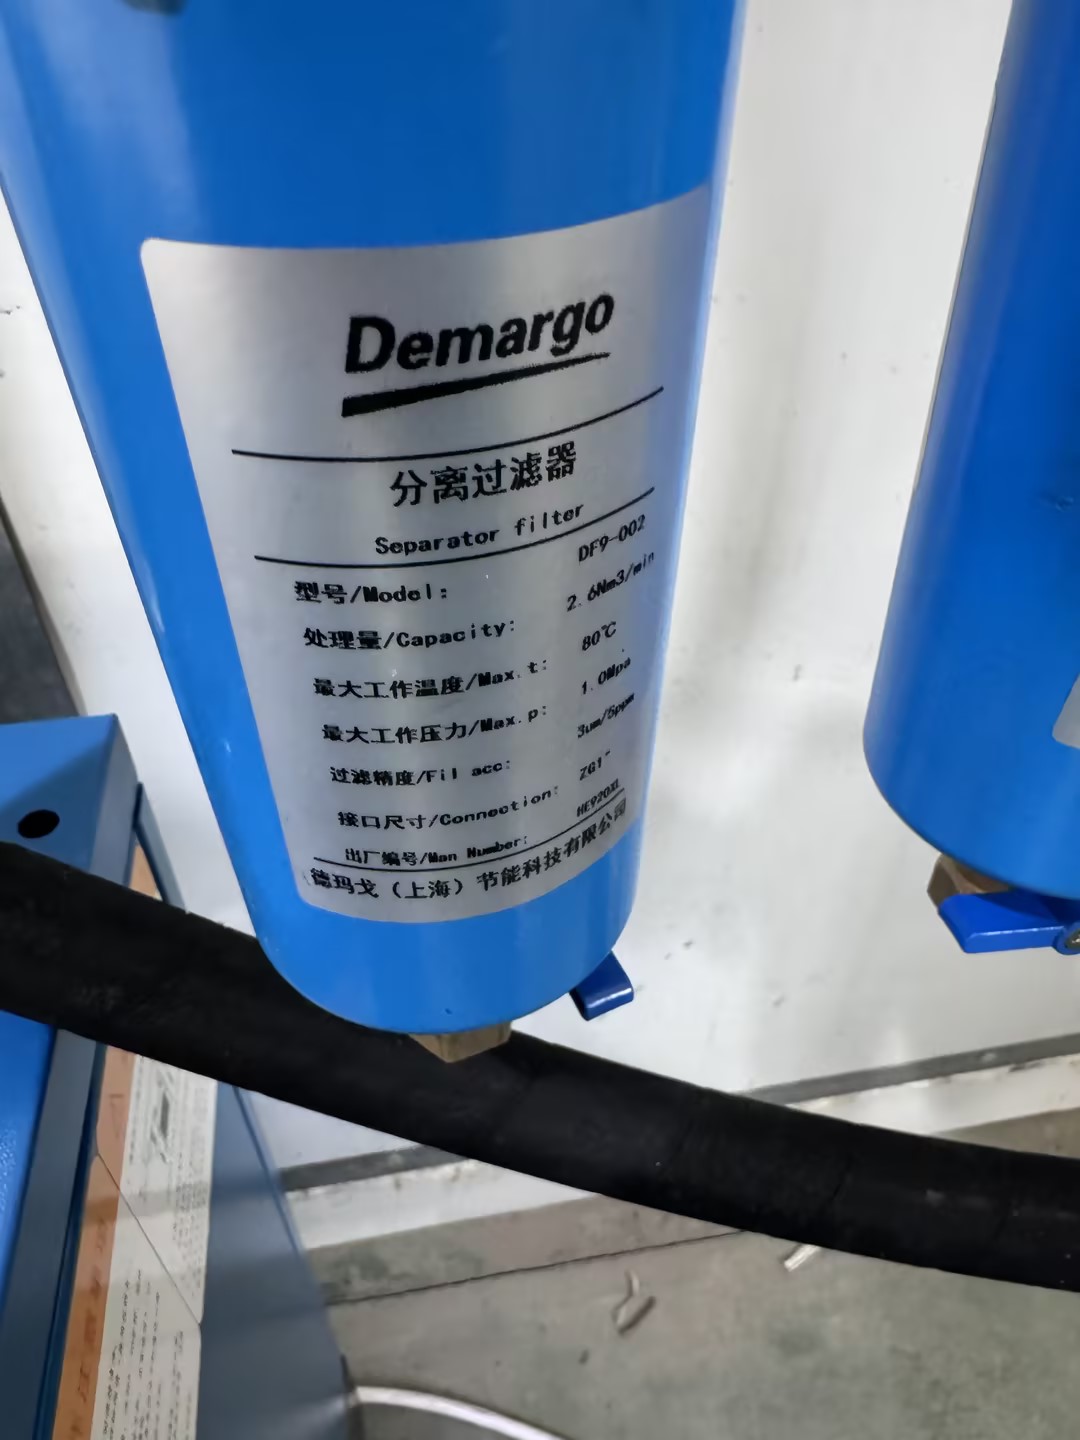 Demargo
分离过滤器
Separator filter
型号/Model: DF9-002
处理量/Capacity: 2.6Nm3/min
最大工作温度/Max.t: 80℃
最大工作压力/Max.p: 1.0Mpa
过滤精度/Fil acc: 3um/5ppm
接口尺寸/Connection: ZG1"
出厂编号/Man Number: HE920XL
德玛戈（上海）节能科技有限公司